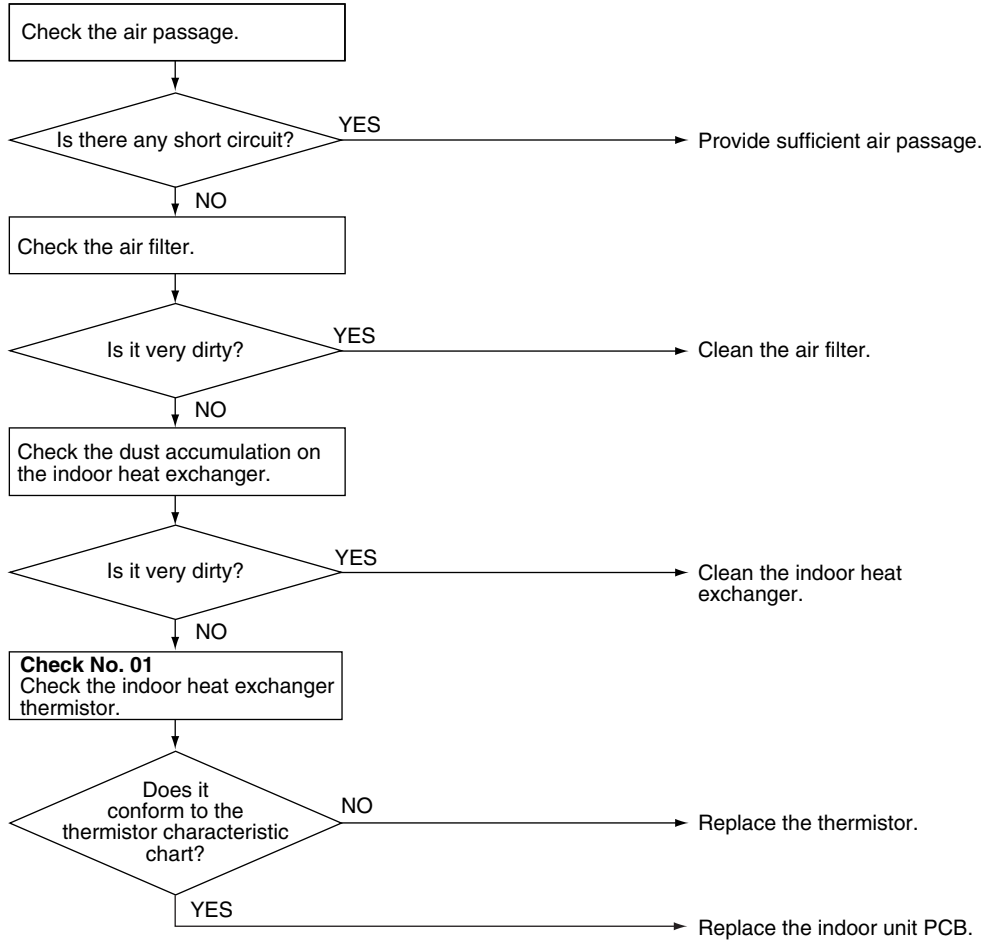 Check the air passage.
Is there any short circuit?
YES
Provide sufficient air passage.
NO
Check the air filter.
Is it very dirty?
YES
Clean the air filter.
NO
Check the dust accumulation on
the indoor heat exchanger.
Is it very dirty?
YES
Clean the indoor heat
exchanger.
NO
Check No. 01
Check the indoor heat exchanger
thermistor.
Does it
conform to the
thermistor characteristic
chart?
NO
Replace the thermistor.
YES
Replace the indoor unit PCB.